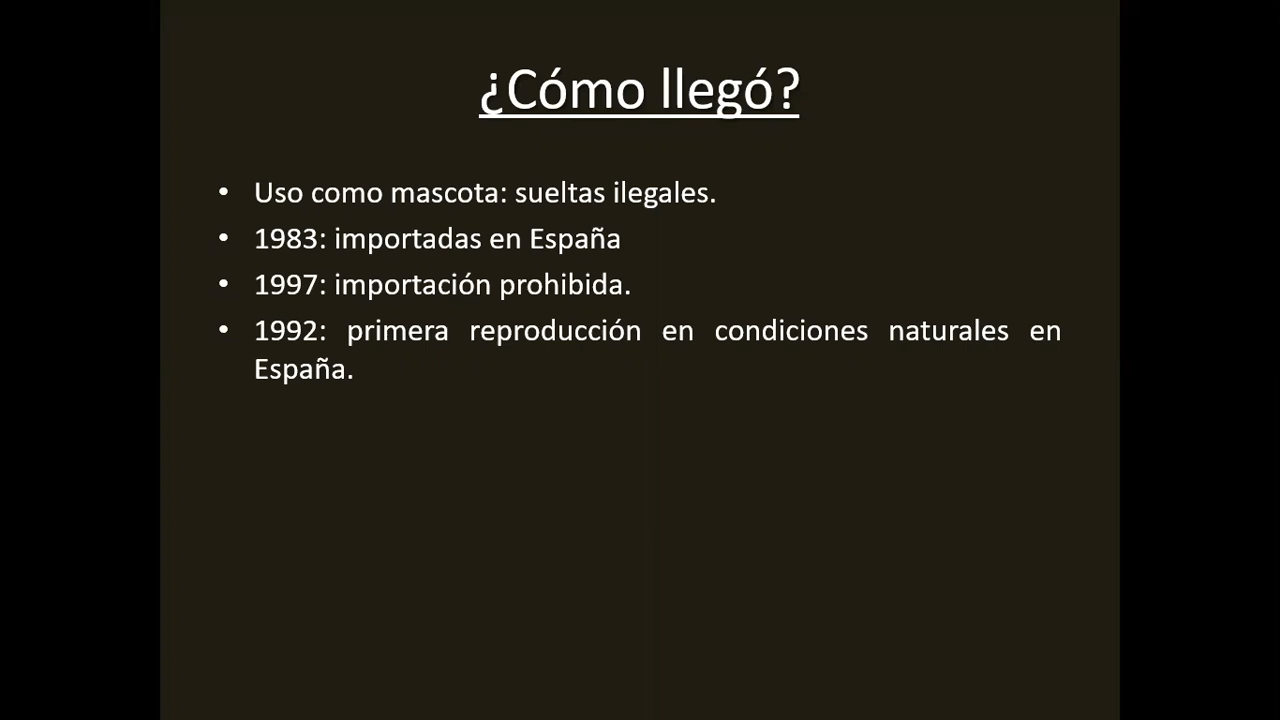 ¿Cómo llegó?
• Uso como mascota: sueltas ilegales.
• 1983: importadas en España
• 1997: importación prohibida.
• 1992: primera reproducción en condiciones naturales en
España.